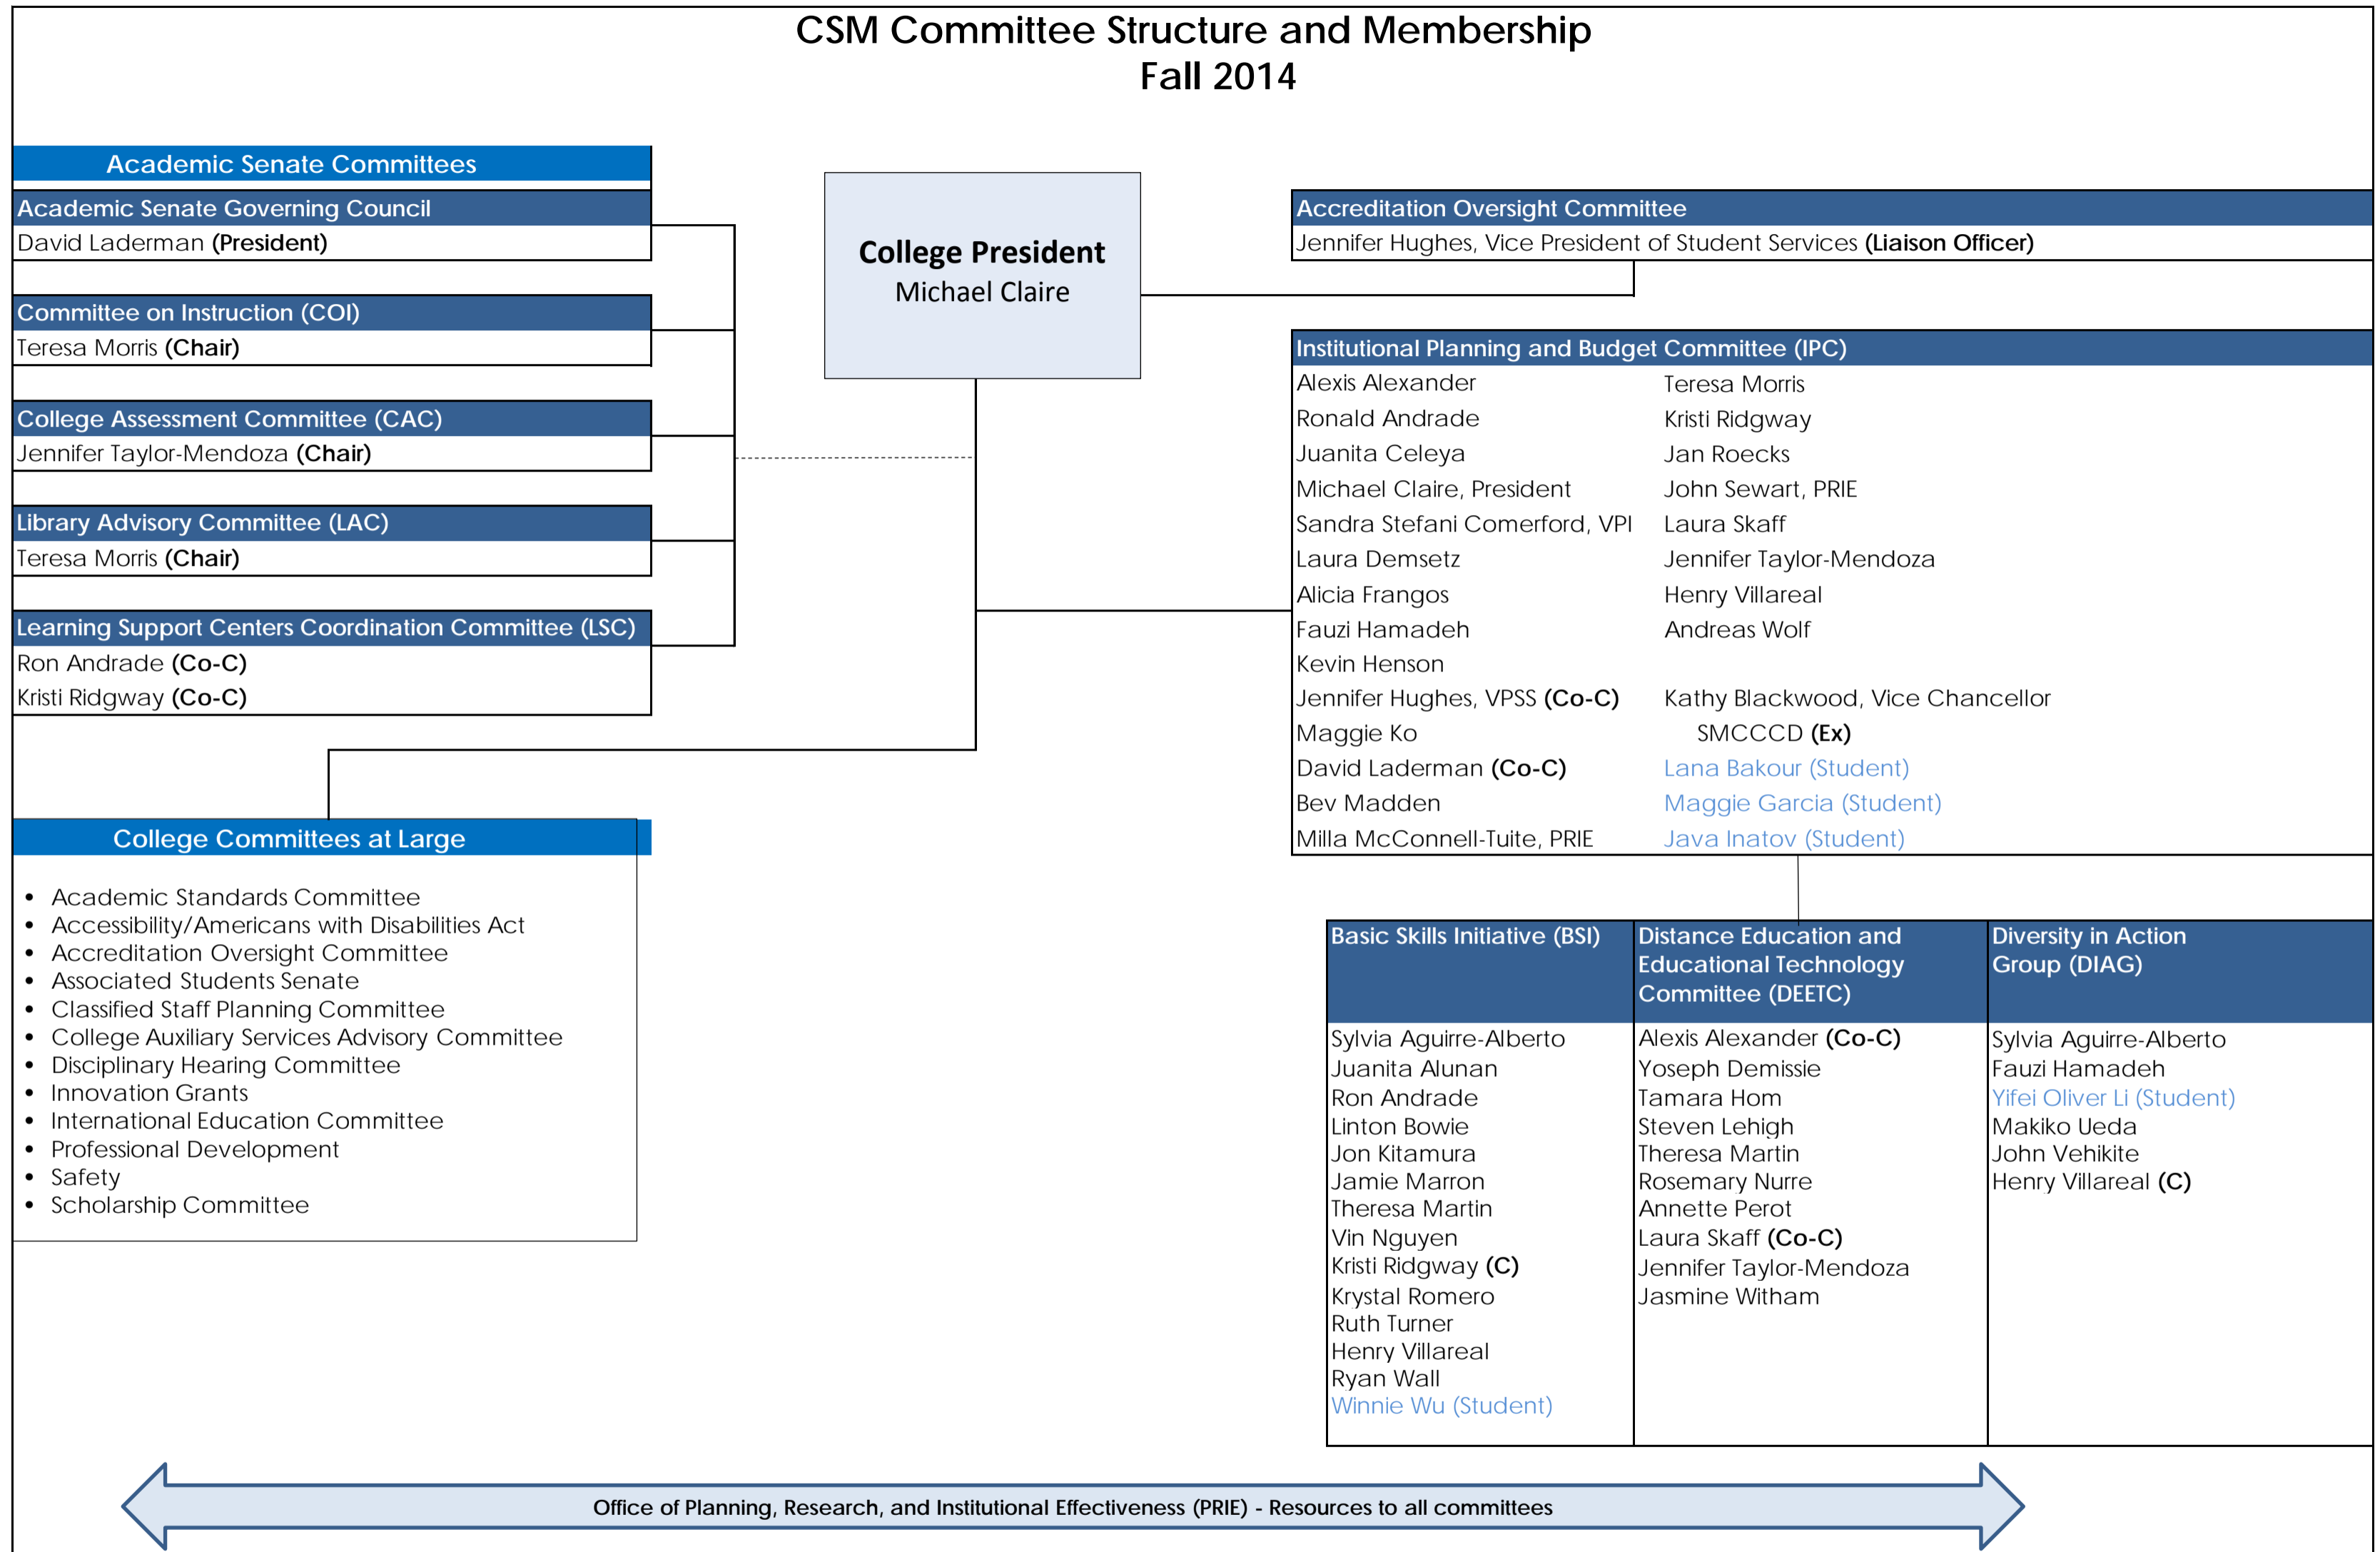 CSM Committee Structure and Membership
Fall 2014
Academic Senate Committees
Academic Senate Governing Council
David Laderman (President)
Committee on Instruction (COI)
Teresa Morris (Chair)
College Assessment Committee (CAC)
Jennifer Taylor-Mendoza (Chair)
Library Advisory Committee (LAC)
Teresa Morris (Chair)
Learning Support Centers Coordination Committee (LSC)
Ron Andrade (Co-C)
Kristi Ridgway (Co-C)
College President
Michael Claire
Accreditation Oversight Committee
Jennifer Hughes, Vice President of Student Services (Liaison Officer)
Institutional Planning and Budget Committee (IPC)
Alexis Alexander
Ronald Andrade
Juanita Celeya
Michael Claire, President
Sandra Stefani Comerford, VPI
Laura Demsetz
Alicia Frangos
Fauzi Hamadeh
Kevin Henson
Jennifer Hughes, VPSS (Co-C)
Maggie Ko
David Laderman (Co-C)
Bev Madden
Milla McConnell-Tuite, PRIE
Teresa Morris
Kristi Ridgway
Jan Roecks
John Sewart, PRIE
Laura Skaff
Jennifer Taylor-Mendoza
Henry Villareal
Andreas Wolf
Kathy Blackwood, Vice Chancellor
SMCCCD (Ex)
Lana Bakour (Student)
Maggie Garcia (Student)
Java Inatov (Student)
College Committees at Large
• Academic Standards Committee
• Accessibility/Americans with Disabilities Act
• Accreditation Oversight Committee
• Associated Students Senate
• Classified Staff Planning Committee
• College Auxiliary Services Advisory Committee
• Disciplinary Hearing Committee
• Innovation Grants
• International Education Committee
• Professional Development
• Safety
• Scholarship Committee
Basic Skills Initiative (BSI)
Sylvia Aguirre-Alberto
Juanita Alunan
Ron Andrade
Linton Bowie
Jon Kitamura
Jamie Marron
Theresa Martin
Vin Nguyen
Kristi Ridgway (C)
Krystal Romero
Ruth Turner
Henry Villareal
Ryan Wall
Winnie Wu (Student)
Distance Education and
Educational Technology
Committee (DEETC)
Alexis Alexander (Co-C)
Yoseph Demissie
Tamara Hom
Steven Lehigh
Theresa Martin
Rosemary Nurre
Annette Perot
Laura Skaff (Co-C)
Jennifer Taylor-Mendoza
Jasmine Witham
Diversity in Action
Group (DIAG)
Sylvia Aguirre-Alberto
Fauzi Hamadeh
Yifei Oliver Li (Student)
Makiko Ueda
John Vehikite
Henry Villareal (C)
Office of Planning, Research, and Institutional Effectiveness (PRIE) - Resources to all committees